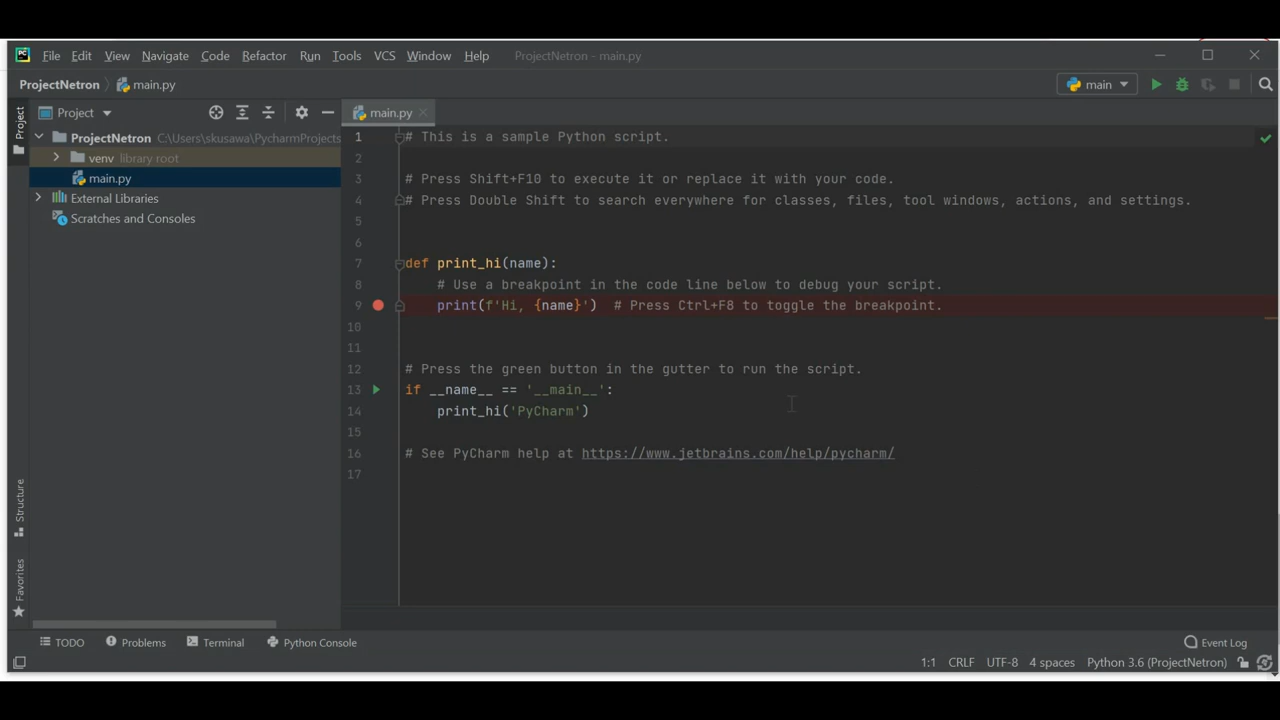 PC File Edit View Navigate Code Refactor Run Tools VCS Window Help ProjectNetron - main.py
ProjectNetron main.py main
Project
Project main.py
ProjectNetron C:\Users\skusawa\PycharmProjects
venv library root
main.py
External Libraries
Scratches and Consoles
1 # This is a sample Python script.
2
3 # Press Shift+F10 to execute it or replace it with your code.
4 # Press Double Shift to search everywhere for classes, files, tool windows, actions, and settings.
5
6
7 def print_hi(name):
8 # Use a breakpoint in the code line below to debug your script.
9 print(f'Hi, {name}') # Press Ctrl+F8 to toggle the breakpoint.
10
11
12 # Press the green button in the gutter to run the script.
13 if __name__ == '__main__':
14 print_hi('PyCharm')
15
16 # See PyCharm help at https://www.jetbrains.com/help/pycharm/
17
Structure
Favorites
TODO Problems Terminal Python Console Event Log
1:1 CRLF UTF-8 4 spaces Python 3.6 (ProjectNetron)